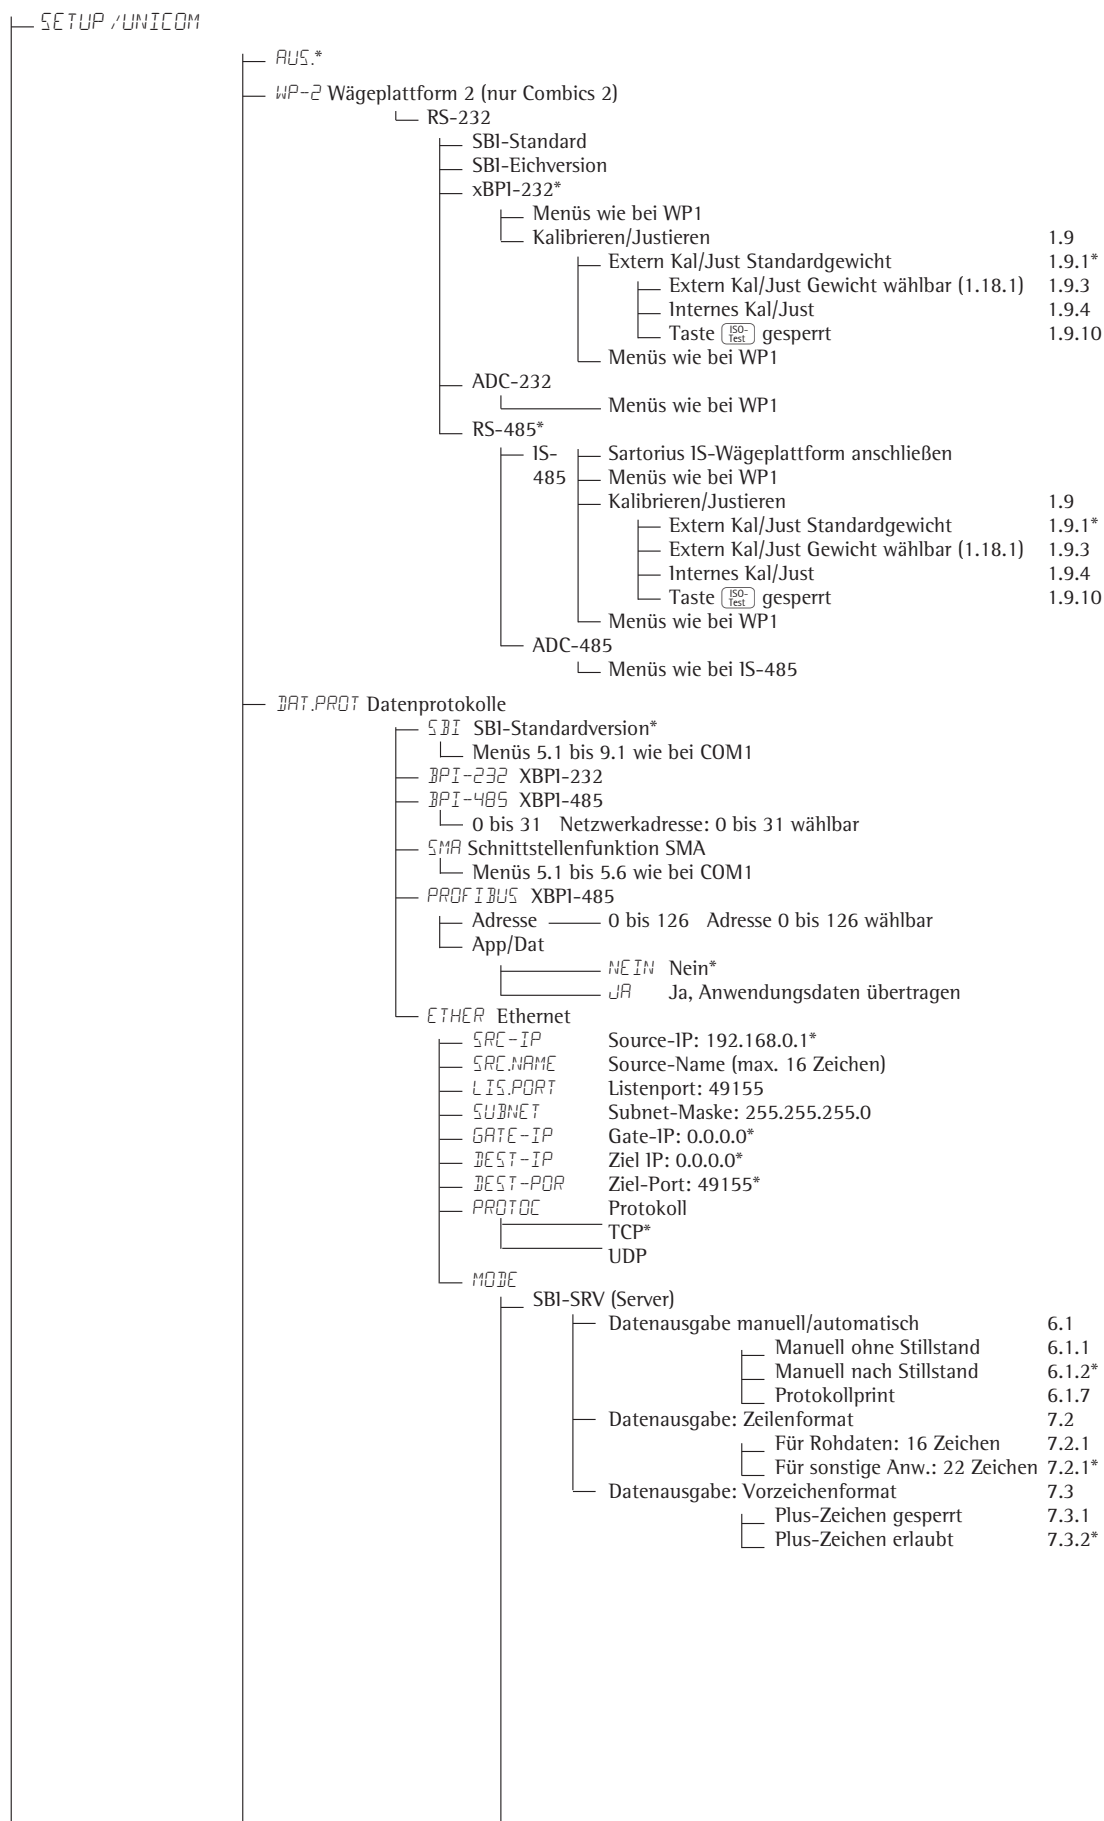 SETUP /UNICOM
AUS.*
WP-2 Wägeplattform 2 (nur Combics 2)
RS-232
SBI-Standard
SBI-Eichversion
xBPI-232*
Menüs wie bei WP1
Kalibrieren/Justieren 1.9
Extern Kal/Just Standardgewicht 1.9.1*
Extern Kal/Just Gewicht wählbar (1.18.1) 1.9.3
Internes Kal/Just 1.9.4
Taste ISO-Test gesperrt 1.9.10
Menüs wie bei WP1
ADC-232
Menüs wie bei WP1
RS-485*
IS-485 Sartorius IS-Wägeplattform anschließen
Menüs wie bei WP1
Kalibrieren/Justieren 1.9
Extern Kal/Just Standardgewicht 1.9.1*
Extern Kal/Just Gewicht wählbar (1.18.1) 1.9.3
Internes Kal/Just 1.9.4
Taste ISO-Test gesperrt 1.9.10
Menüs wie bei WP1
ADC-485
Menüs wie bei IS-485
DAT.PROT Datenprotokolle
SBI SBI-Standardversion*
Menüs 5.1 bis 9.1 wie bei COM1
BPI-232 XBPI-232
BPI-485 XBPI-485
0 bis 31 Netzwerkadresse: 0 bis 31 wählbar
SMA Schnittstellenfunktion SMA
Menüs 5.1 bis 5.6 wie bei COM1
PROFIBUS XBPI-485
Adresse 0 bis 126 Adresse 0 bis 126 wählbar
App/Dat
NEIN Nein*
JA Ja, Anwendungsdaten übertragen
ETHER Ethernet
SRC-IP Source-IP: 192.168.0.1*
SRC.NAME Source-Name (max. 16 Zeichen)
LIS.PORT Listenport: 49155
SUBNET Subnet-Maske: 255.255.255.0
GATE-IP Gate-IP: 0.0.0.0*
DEST-IP Ziel IP: 0.0.0.0*
DEST-POR Ziel-Port: 49155*
PROTOC Protokoll
TCP*
UDP
MODE
SBI-SRV (Server)
Datenausgabe manuell/automatisch 6.1
Manuell ohne Stillstand 6.1.1
Manuell nach Stillstand 6.1.2*
Protokollprint 6.1.7
Datenausgabe: Zeilenformat 7.2
Für Rohdaten: 16 Zeichen 7.2.1
Für sonstige Anw.: 22 Zeichen 7.2.1*
Datenausgabe: Vorzeichenformat 7.3
Plus-Zeichen gesperrt 7.3.1
Plus-Zeichen erlaubt 7.3.2*